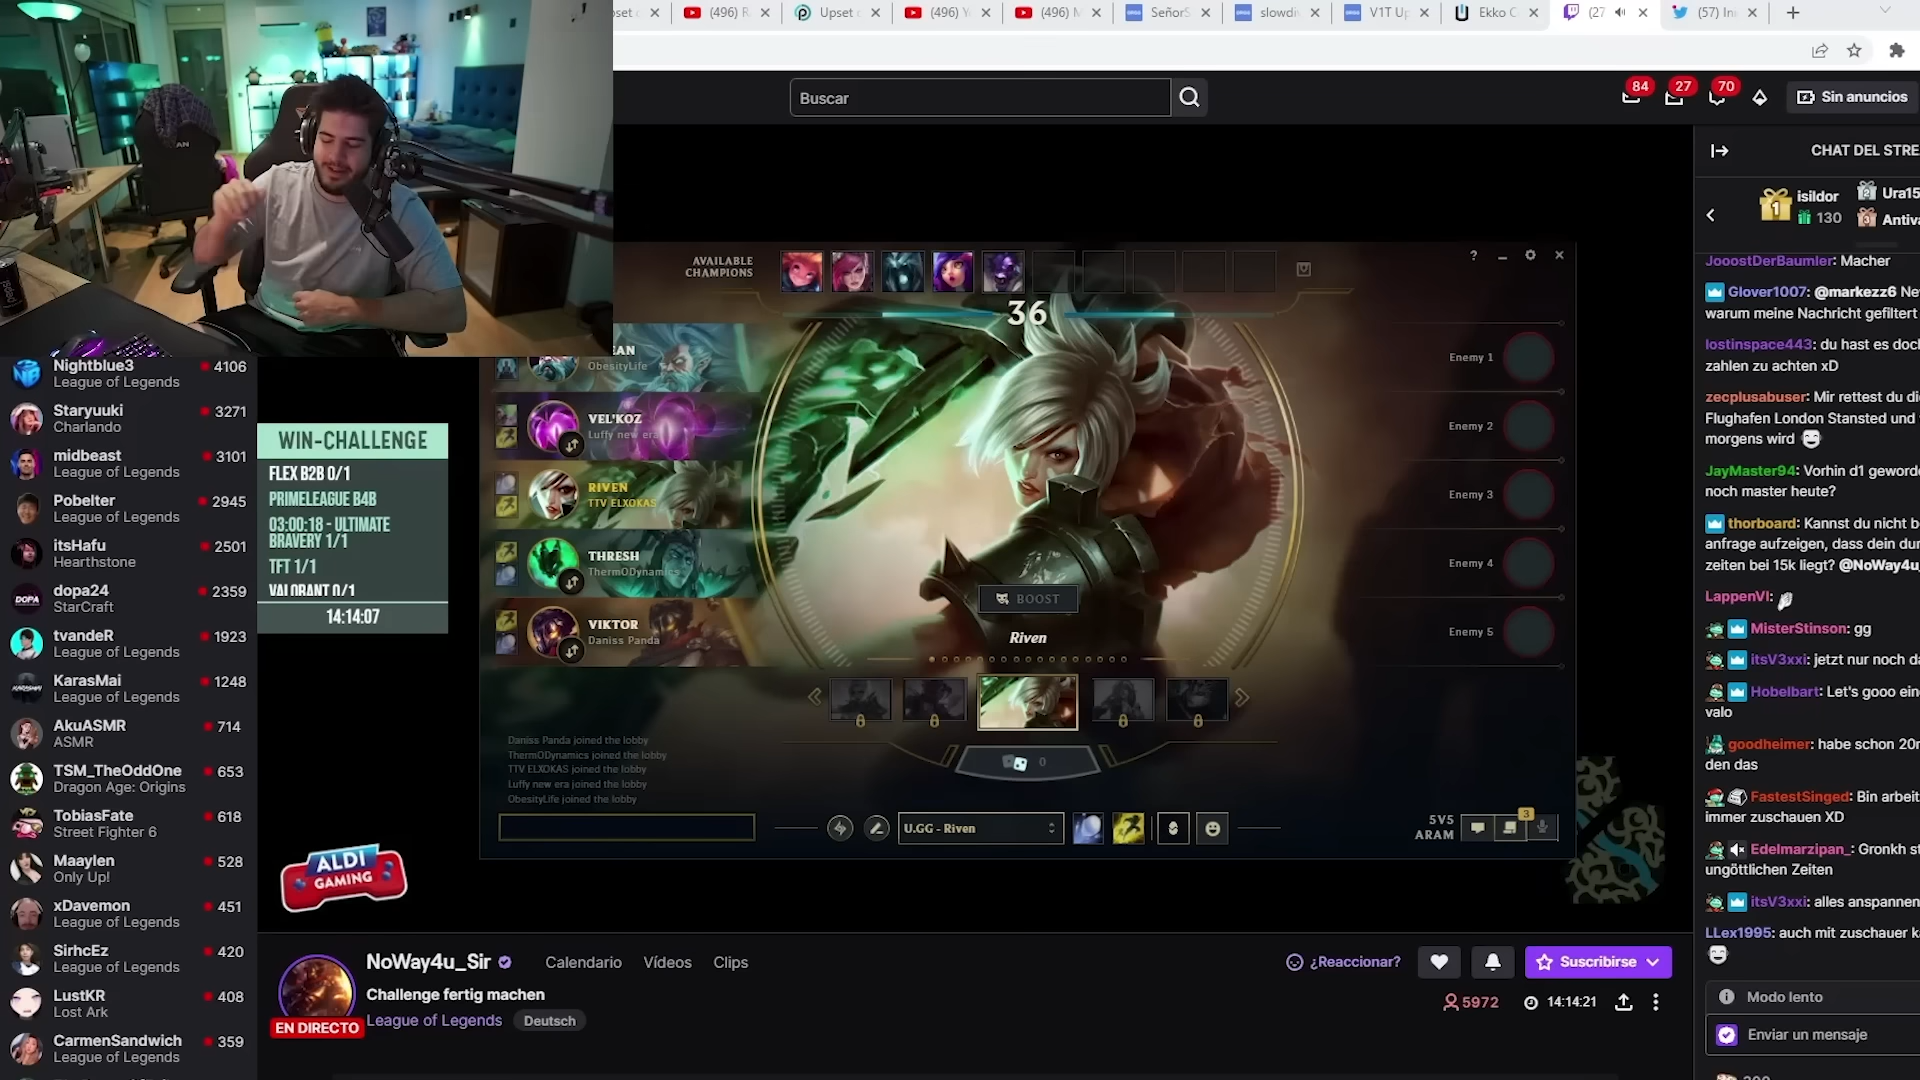 (496)
Upset
(496)
(496)
SeñorS
slowdi
V1T Up
Ekko C
(27
(57) In
Buscar
84
27
70
Sin anuncios
CHAT DEL STRE
isildor
130
Ura15
Antiva
AVAILABLE
CHAMPIONS
36
ObesityLife
VEL'KOZ
Luffy new era
RIVEN
TTV ELXOKAS
THRESH
ThermODynamics
VIKTOR
Daniss Panda
Enemy 1
Enemy 2
Enemy 3
Enemy 4
Enemy 5
BOOST
Riven
0
Daniss Panda joined the lobby
ThermODynamics joined the lobby
TTV ELXOKAS joined the lobby
Luffy new era joined the lobby
ObesityLife joined the lobby
U.GG - Riven
5V5
ARAM
3
Nightblue3
4106
League of Legends
Staryuuki
3271
Charlando
midbeast
3101
League of Legends
Pobelter
2945
League of Legends
itsHafu
2501
Hearthstone
dopa24
2359
StarCraft
tvandeR
1923
League of Legends
KarasMai
1248
League of Legends
AkuASMR
714
ASMR
TSM_TheOddOne
653
Dragon Age: Origins
TobiasFate
618
Street Fighter 6
Maaylen
528
Only Up!
xDavemon
451
League of Legends
SirhcEz
420
League of Legends
LustKR
408
Lost Ark
CarmenSandwich
359
League of Legends
WIN-CHALLENGE
FLEX B2B 0/1
PRIMELEAGUE B4B
03:00:18 - ULTIMATE
BRAVERY 1/1
TFT 1/1
VALORANT 0/1
14:14:07
ALDI
GAMING
NoWay4u_Sir
Calendario
Vídeos
Clips
Challenge fertig machen
League of Legends
Deutsch
EN DIRECTO
¿Reaccionar?
Suscribirse
5972
14:14:21
JooostDerBaumler: Macher
Glover1007: @markezz6 Ne
warum meine Nachricht gefiltert
lostinspace443: du hast es doch
zahlen zu achten xD
zecplusabuser: Mir rettest du di
Flughafen London Stansted und
morgens wird
JayMaster94: Vorhin d1 geword
noch master heute?
thorboard: Kannst du nicht b
anfrage aufzeigen, dass dein du
zeiten bei 15k liegt? @NoWay4u_
LappenVI:
MisterStinson: gg
itsV3xxi: jetzt nur noch da
Hobelbart: Let's gooo ein
valo
goodheimer: habe schon 20
den das
FastestSinged: Bin arbeit
immer zuschauen XD
Edelmarzipan_: Gronkh st
ungöttlichen Zeiten
itsV3xxi: alles anspannen
LLex1995: auch mit zuschauer k
Modo lento
Enviar un mensaje